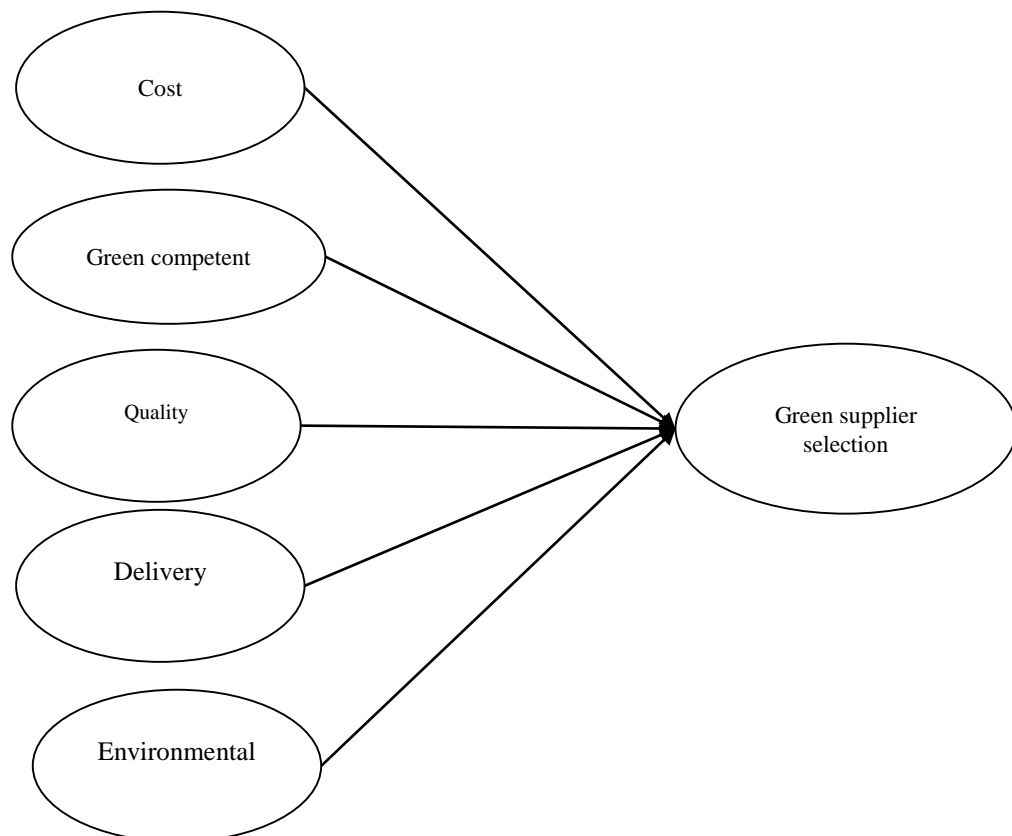 Cost
Green competent
Quality
Delivery
Environmental
Green supplier
selection